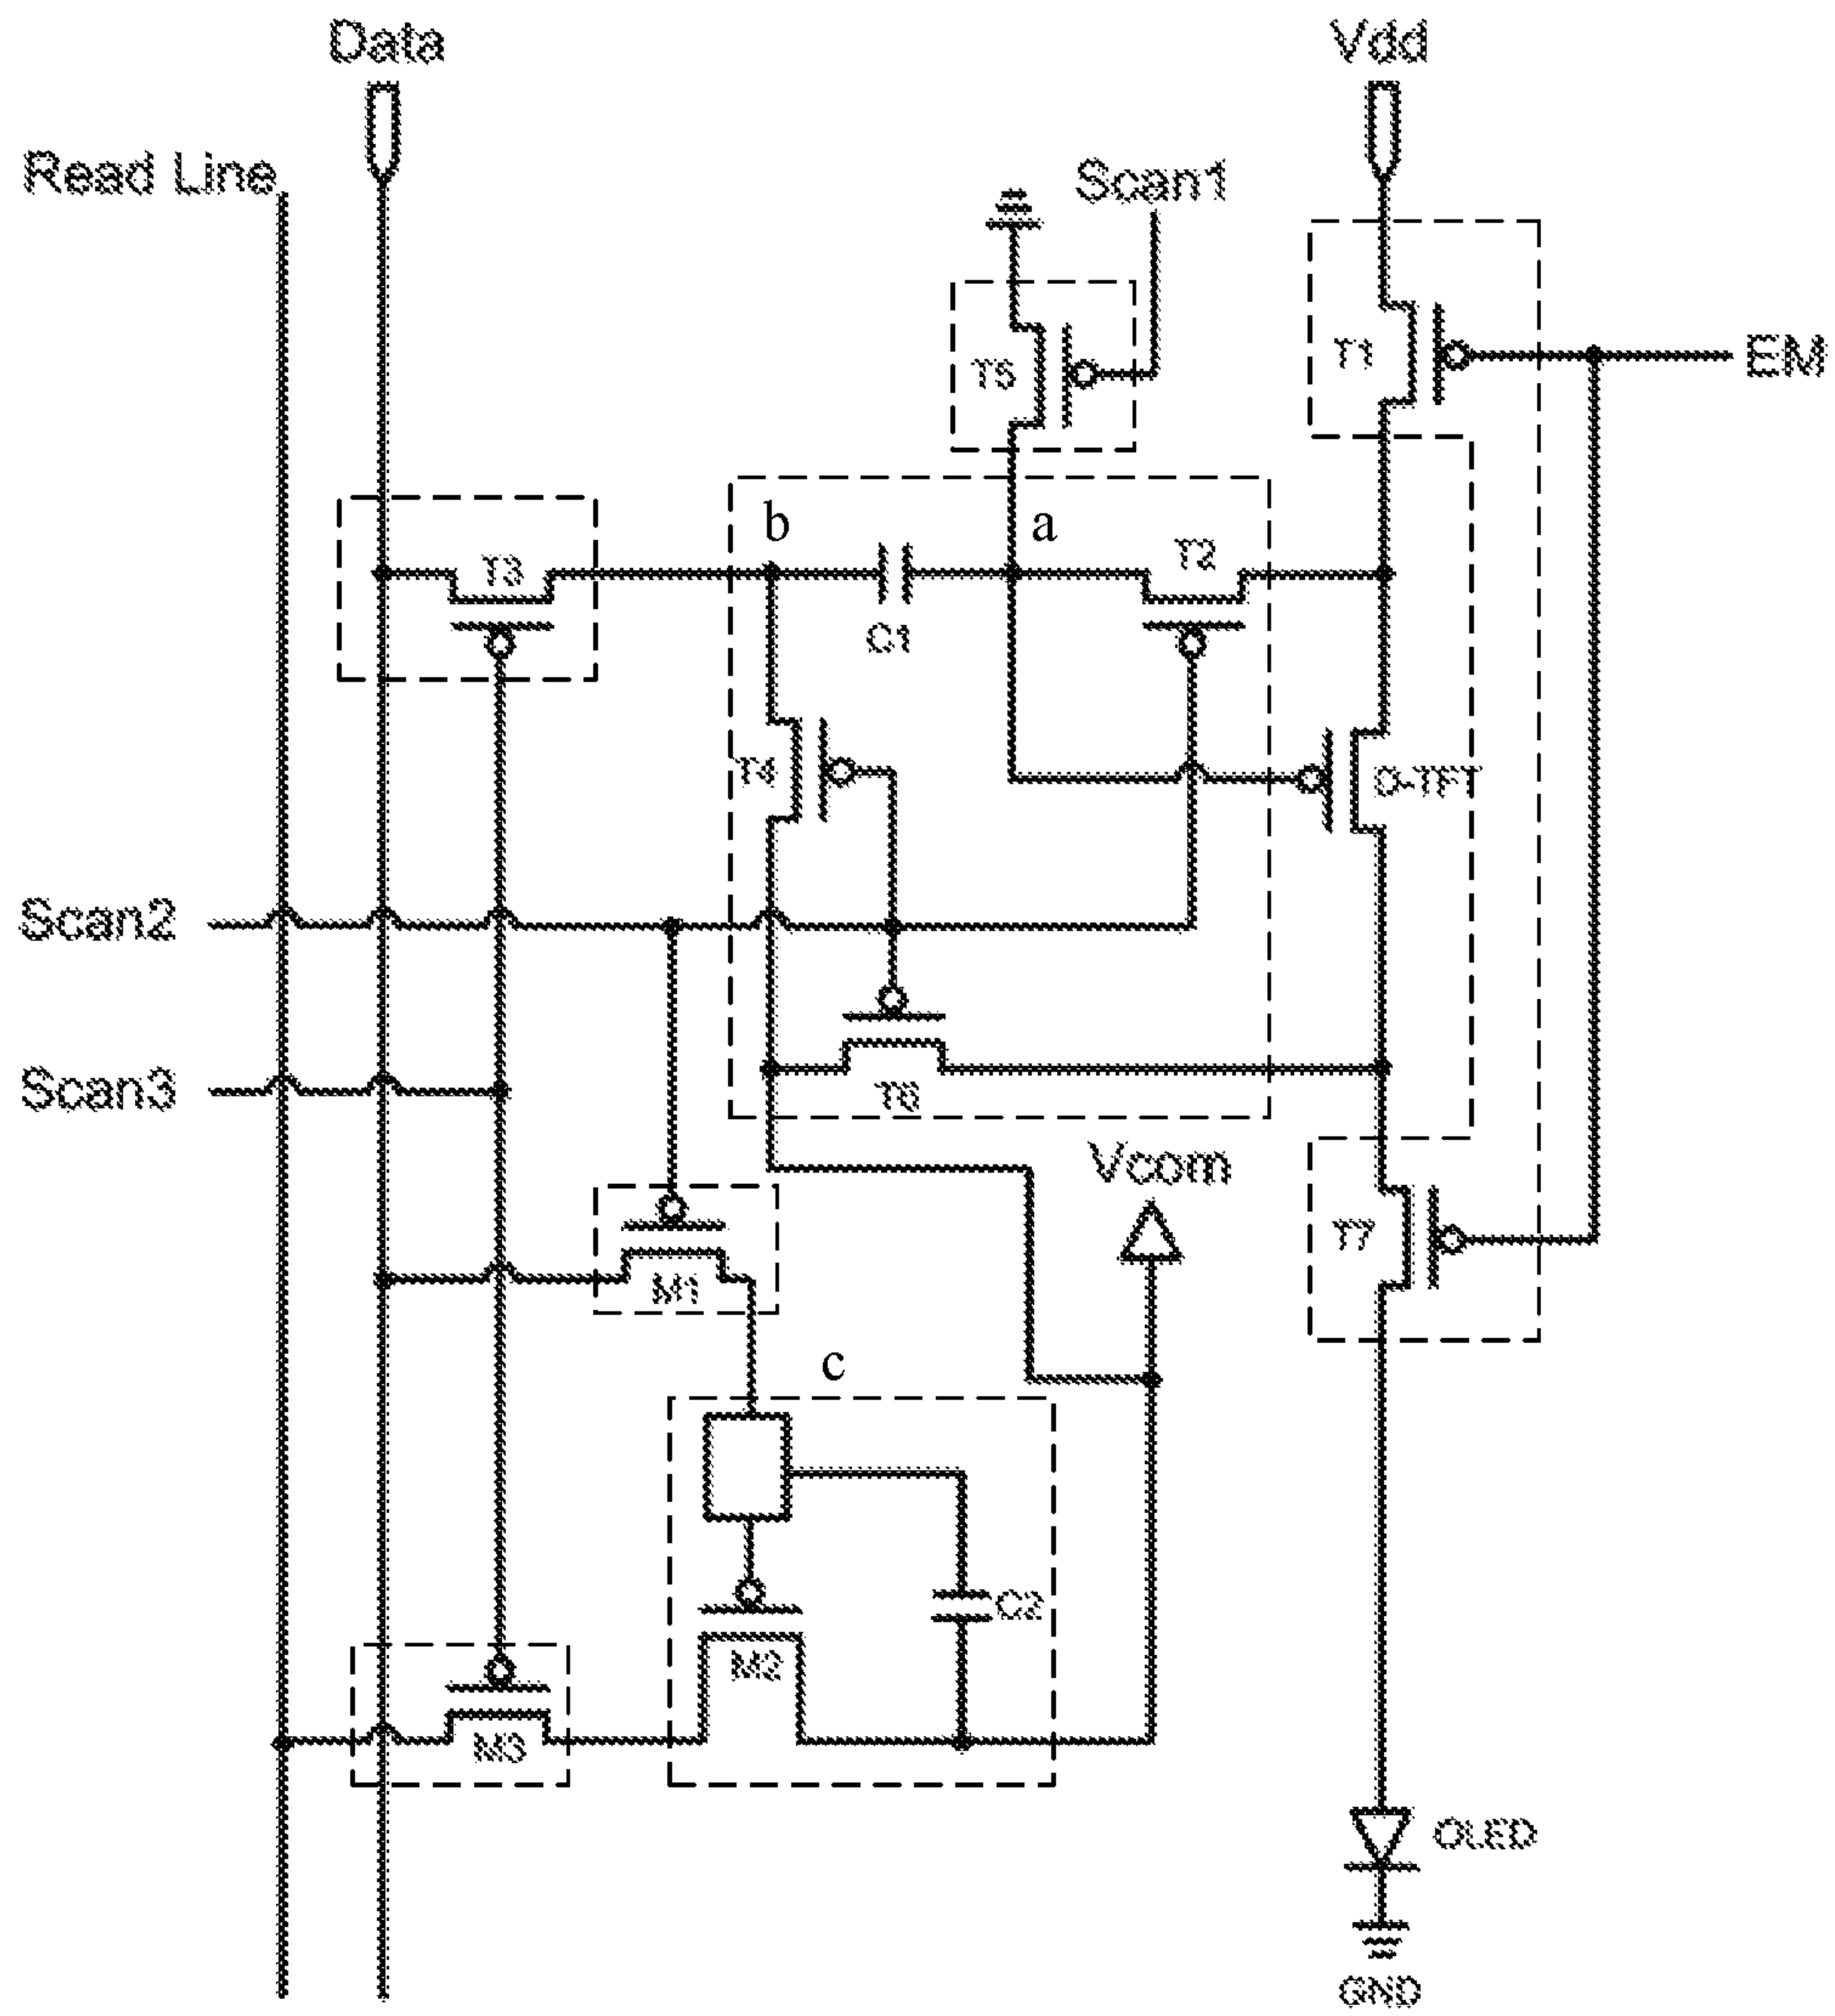 Data
Vdd
Read Line
Scan1
T5
T1
EM
b
a
T3
T2
C1
T4
D-TFT
Scan2
T6
Scan3
Vcom
M1
T7
c
C2
M2
M3
OLED
GND